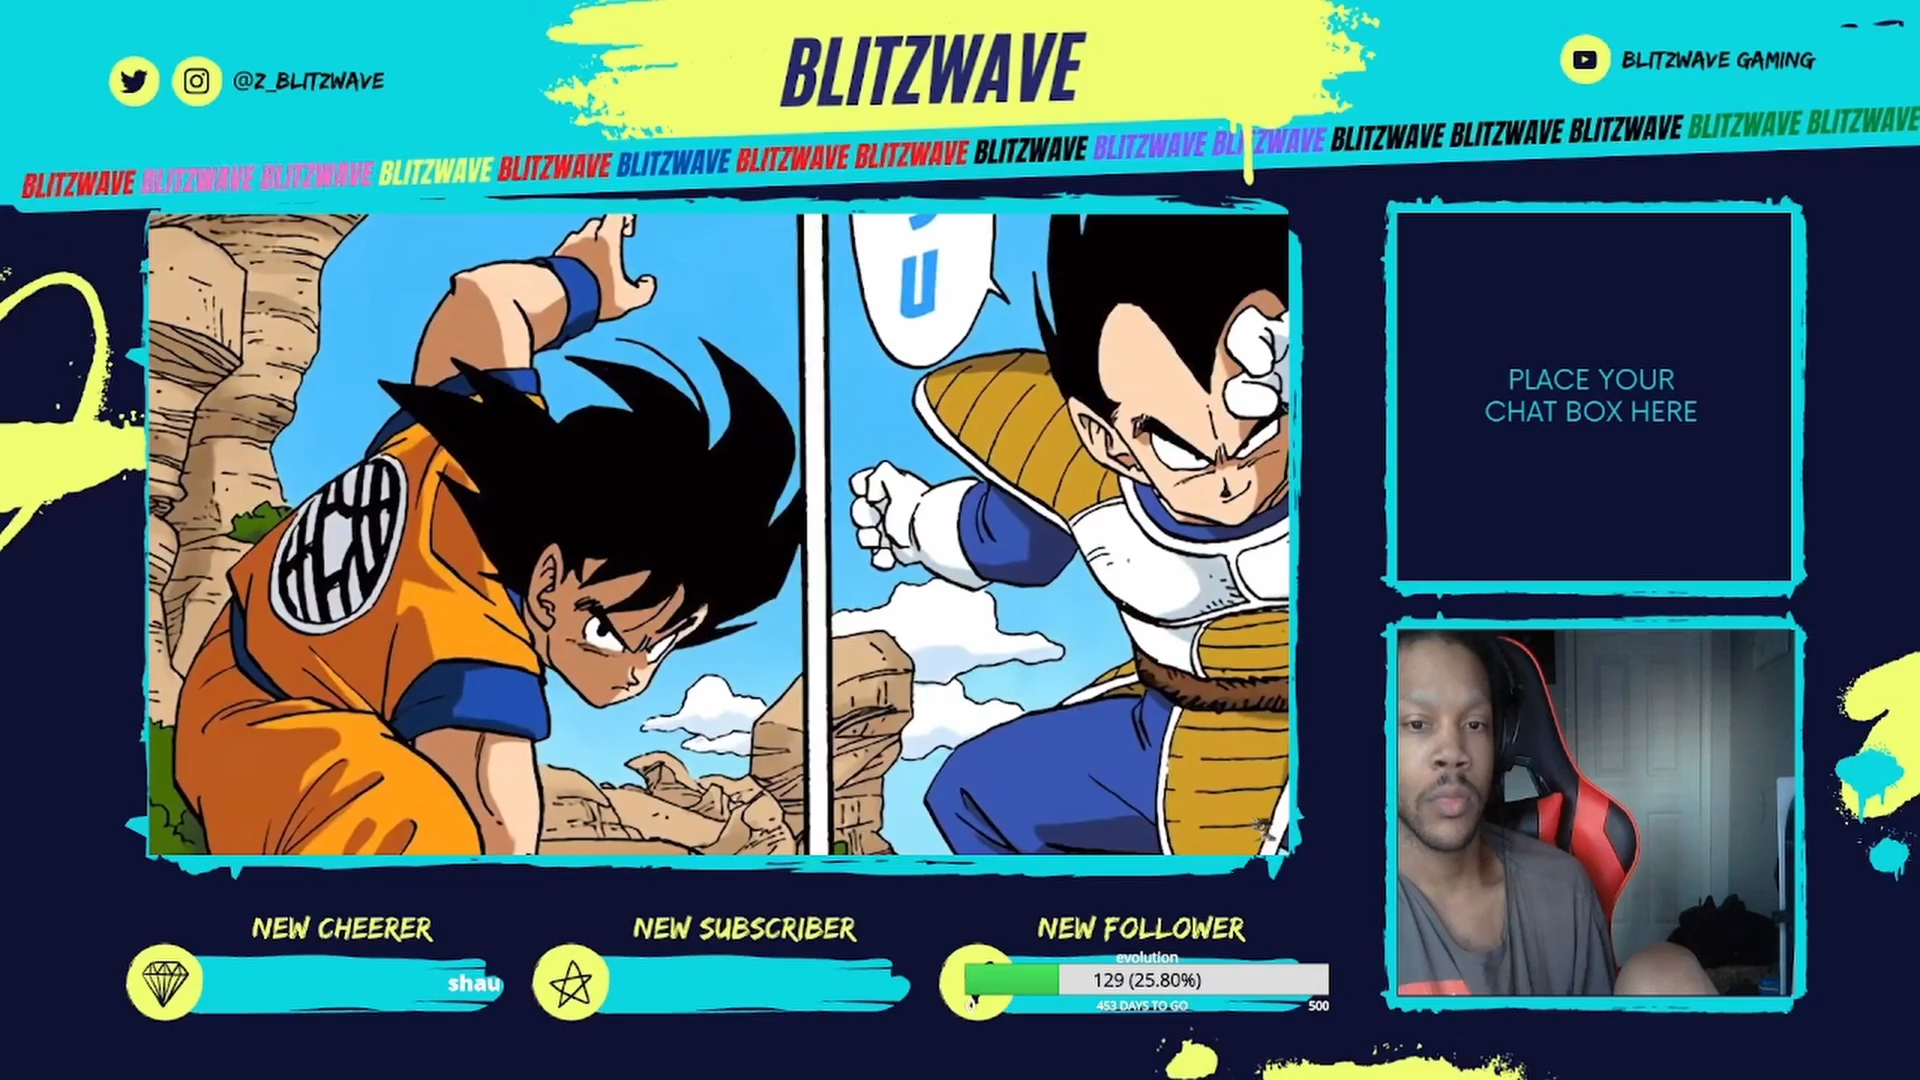 BLITZWAVE
@Z_BLITZWAVE
BLITZWAVE GAMING
BLITZWAVE BLITZWAVE BLITZWAVE BLITZWAVE BLITZWAVE BLITZWAVE BLITZWAVE BLITZWAVE BLITZWAVE BLITZWAVE BLITZWAVE BLITZWAVE BLITZWAVE BLITZWAVE BLITZWAVE BLITZWAVE
U
PLACE YOUR
CHAT BOX HERE
NEW CHEERER
NEW SUBSCRIBER
NEW FOLLOWER
shau
evolution
129 (25.80%)
0
453 DAYS TO GO
500